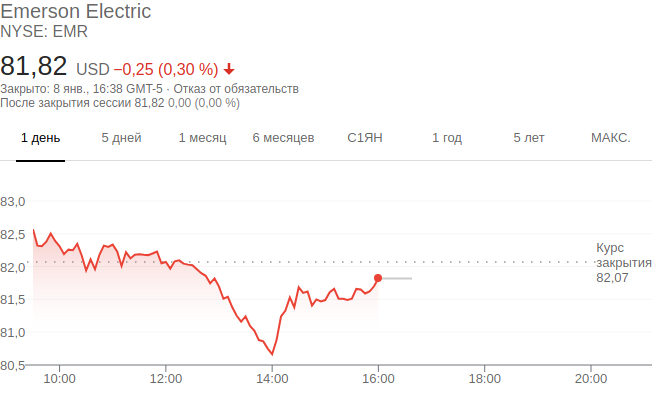 Emerson Electric
NYSE: EMR
81,82 USD −0,25 (0,30 %)
Закрыто: 8 янв., 16:38 GMT-5 · Отказ от обязательств
После закрытия сессии 81,82 0,00 (0,00 %)
1 день 5 дней 1 месяц 6 месяцев С1ЯН 1 год 5 лет МАКС.
83,0
82,5
Курс
закрытия
82,07
82,0
81,5
81,0
80,5
10:00 12:00 14:00 16:00 18:00 20:00